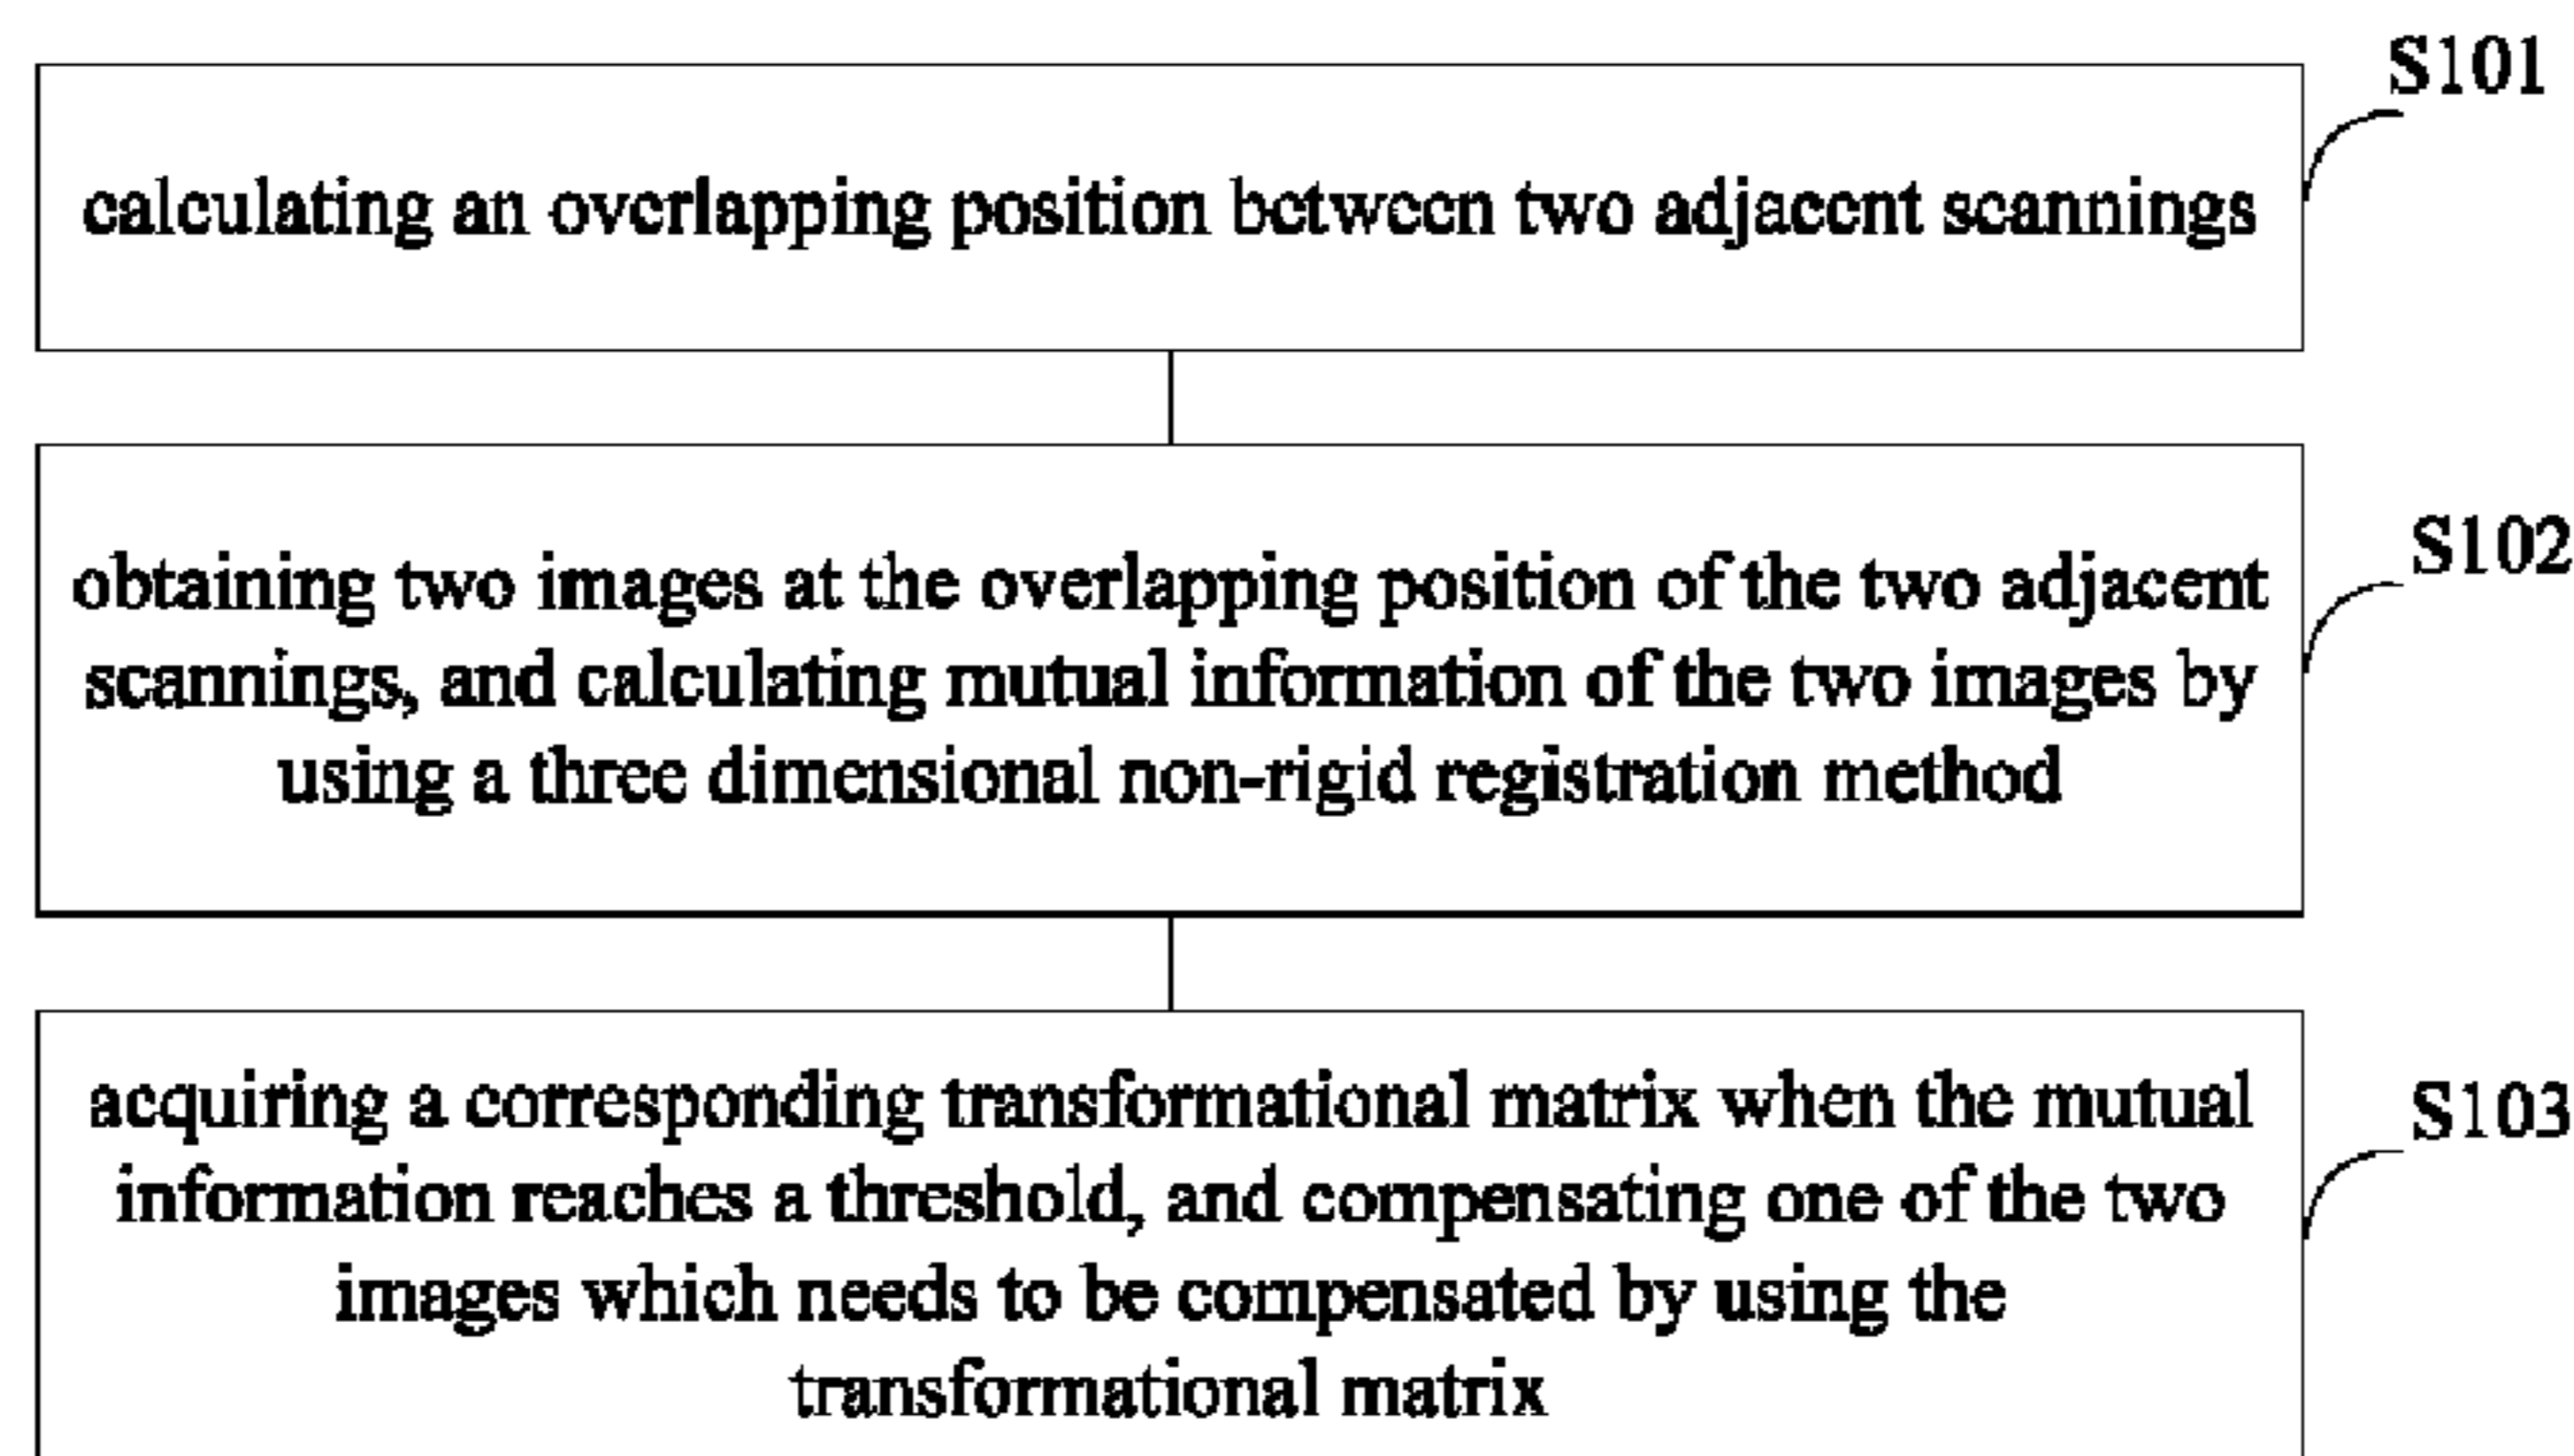 S101
calculating an overlapping position between two adjacent scannings
S102
obtaining two images at the overlapping position of the two adjacent
scannings, and calculating mutual information of the two images by
using a three dimensional non-rigid registration method
S103
acquiring a corresponding transformational matrix when the mutual
information reaches a threshold, and compensating one of the two
images which needs to be compensated by using the
transformational matrix